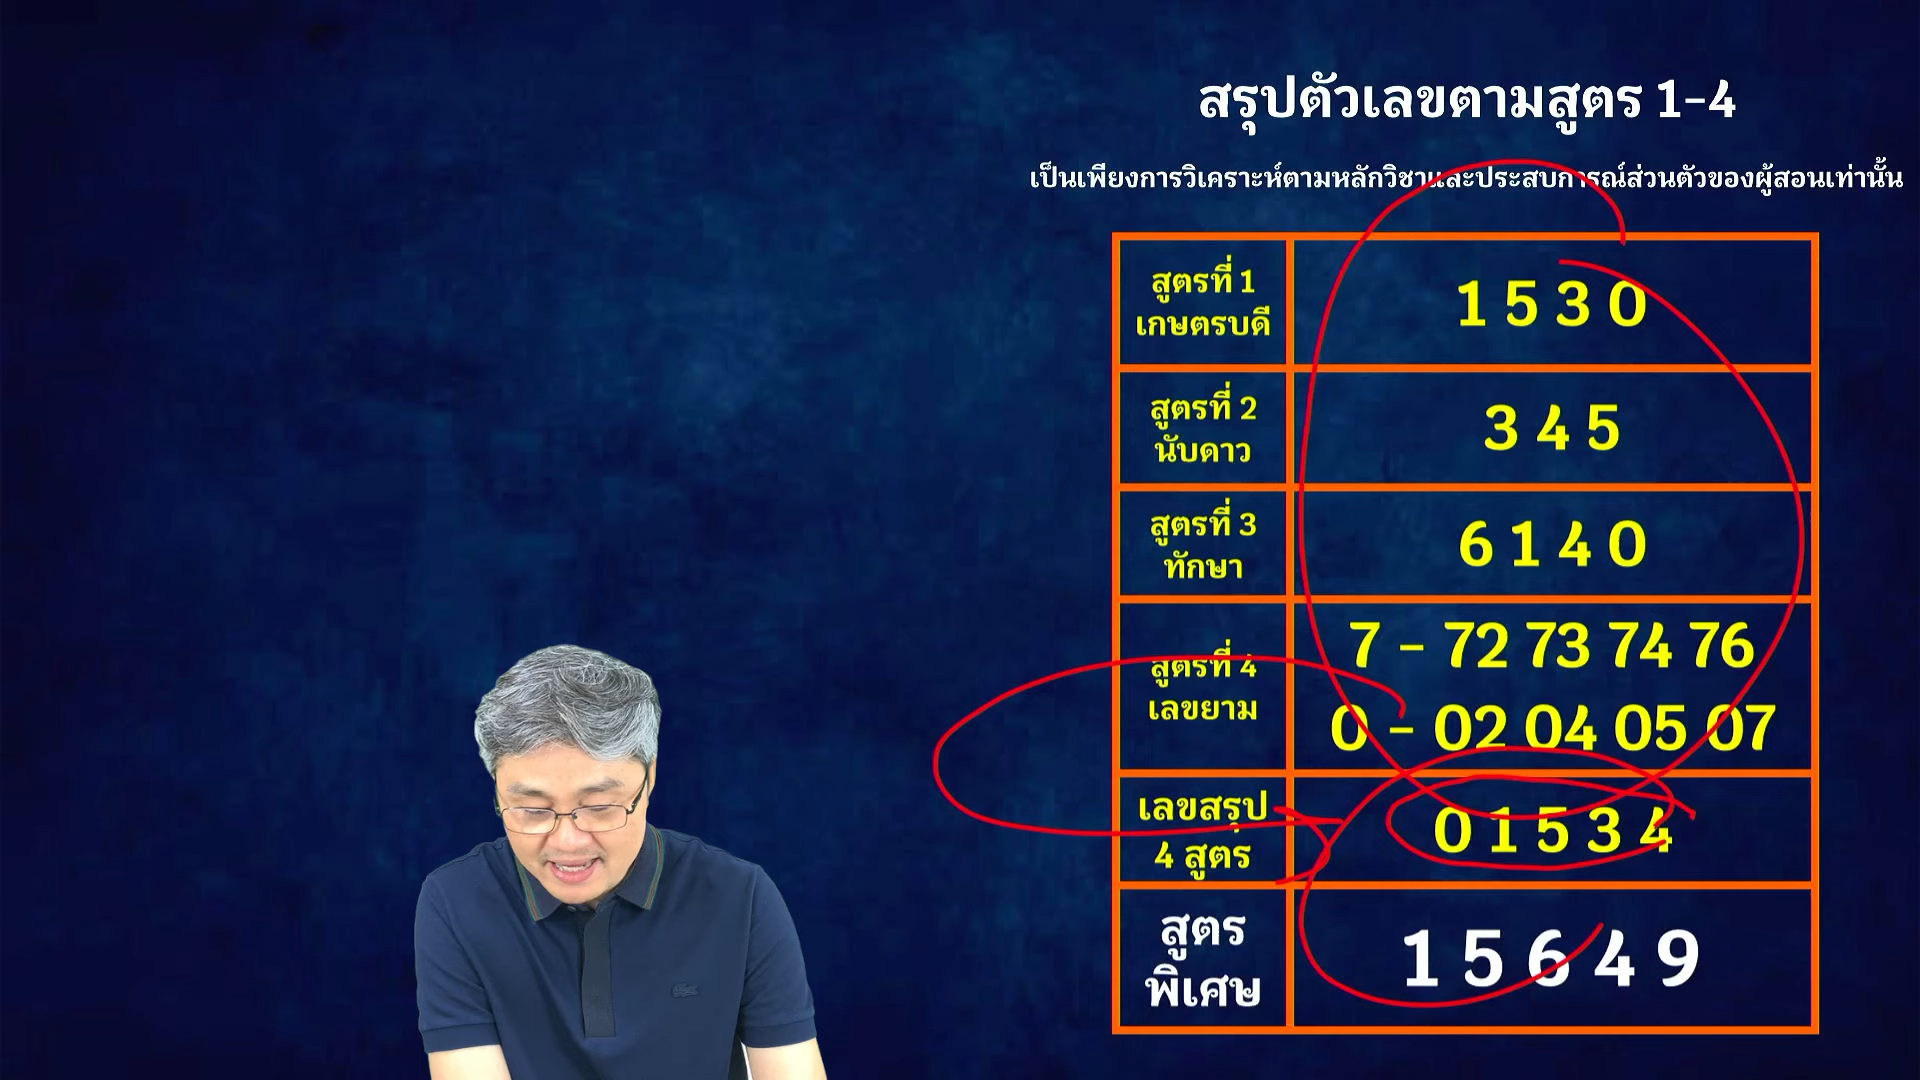 สรุปตัวเลขตามสูตร 1-4
เป็นเพียงการวิเคราะห์ตามหลักวิชาและประสบการณ์ส่วนตัวของผู้สอนเท่านั้น
สูตรที่ 1
เกษตรบดี
1 5 3 0
สูตรที่ 2
นับดาว
3 4 5
สูตรที่ 3
ทักษา
6 1 4 0
สูตรที่ 4
เลขยาม
7 - 72 73 74 76
0 - 02 04 05 07
เลขสรุป
4 สูตร
0 1 5 3 4
สูตร
พิเศษ
1 5 6 4 9